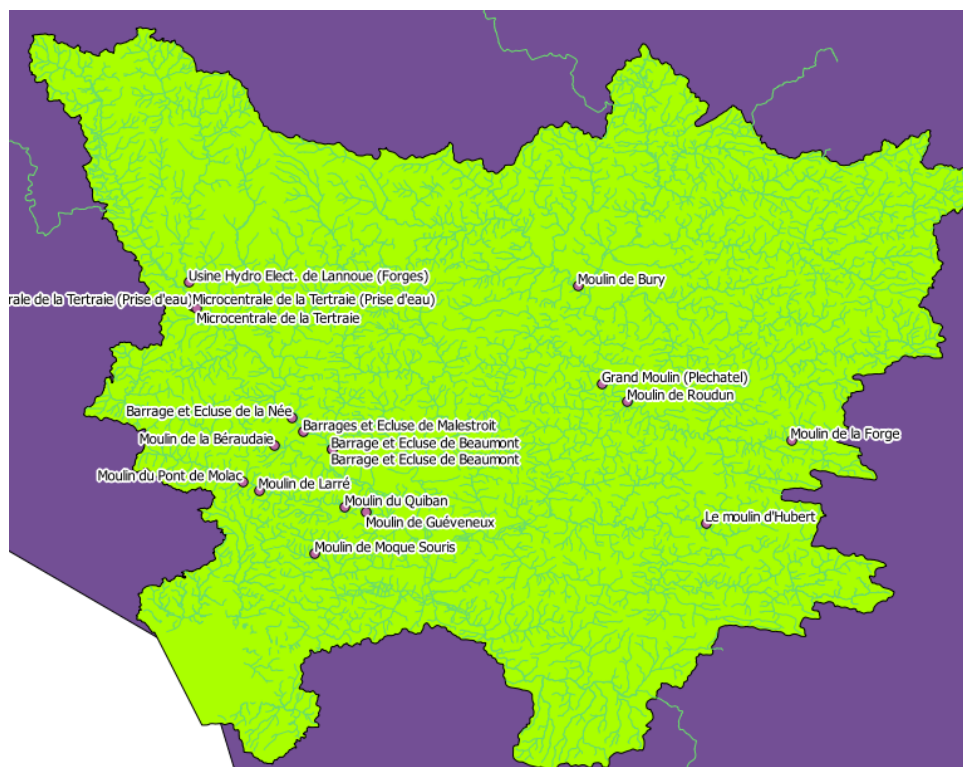 Usine Hydro Elect. de Lannoue (Forges)
Moulin de Bury
rale de la Tertraie (Prise d'eau)
Microcentrale de la Tertraie (Prise d'eau)
Microcentrale de la Tertraie
Grand Moulin (Plechatel)
Moulin de Roudun
Barrage et Ecluse de la Née
Barrages et Ecluse de Malestroit
Moulin de la Béraudaie
Barrage et Ecluse de Beaumont
Barrage et Ecluse de Beaumont
Moulin de la Forge
Moulin du Pont de Molac
Moulin de Larré
Moulin du Quiban
Moulin de Guéveneux
Le moulin d'Hubert
Moulin de Moque Souris